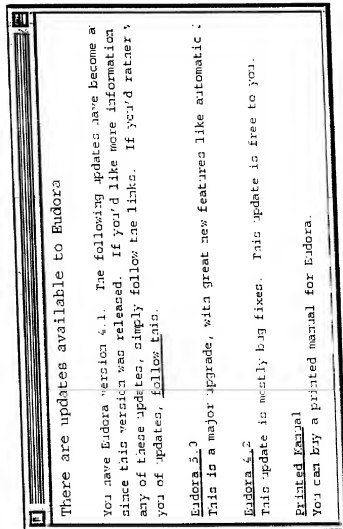 There are updates available to Eudora
You have Eudora version 4.1. The following updates have become a
since this version was released. If you'd like more information
any of these updates, simply follow the links. If you'd rather
you of updates, follow this.
Eudora 5.3
This is a major upgrade, with great new features like automatic
Eudora 4.2
This update is mostly bug fixes. This update is free to you.
Printed Manual
You can buy a printed manual for Eudora.